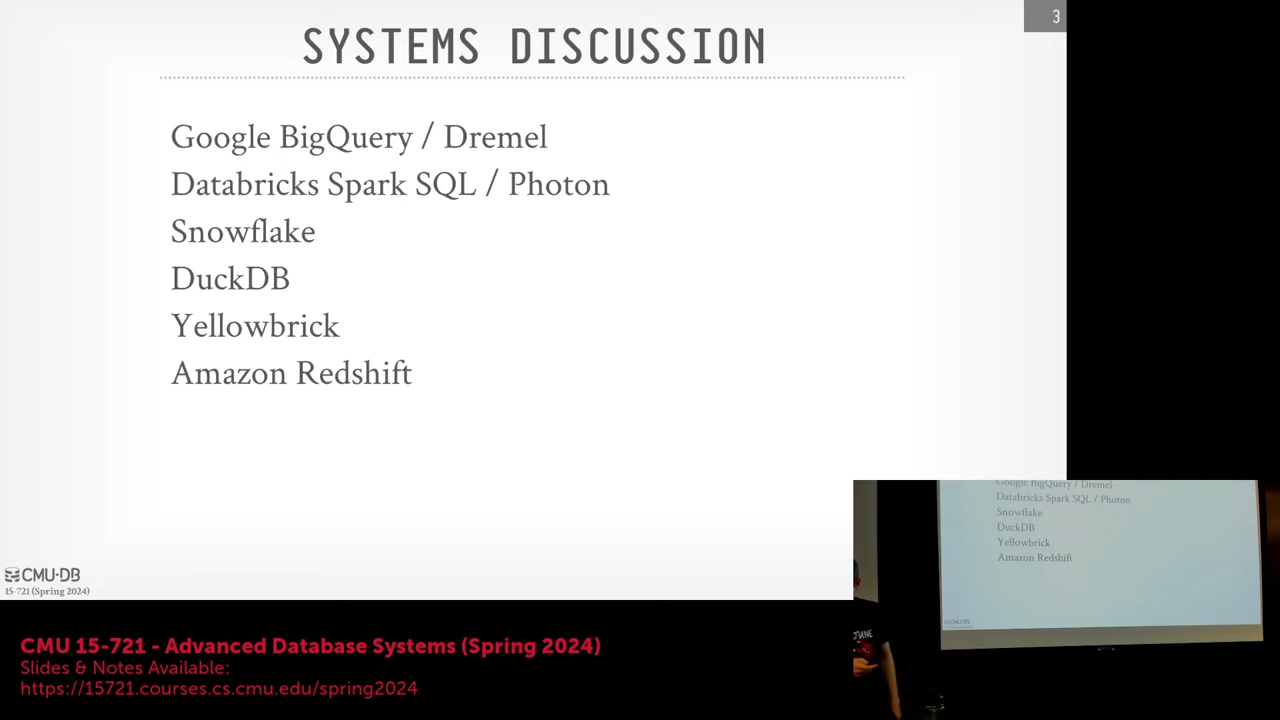 3
SYSTEMS DISCUSSION
Google BigQuery / Dremel
Databricks Spark SQL / Photon
Snowflake
DuckDB
Yellowbrick
Amazon Redshift
CMU·DB
15-721 (Spring 2024)
CMU 15-721 - Advanced Database Systems (Spring 2024)
Slides & Notes Available:
https://15721.courses.cs.cmu.edu/spring2024
Google BigQuery / Dremel
Databricks Spark SQL / Photon
Snowflake
DuckDB
Yellowbrick
Amazon Redshift
JUNE